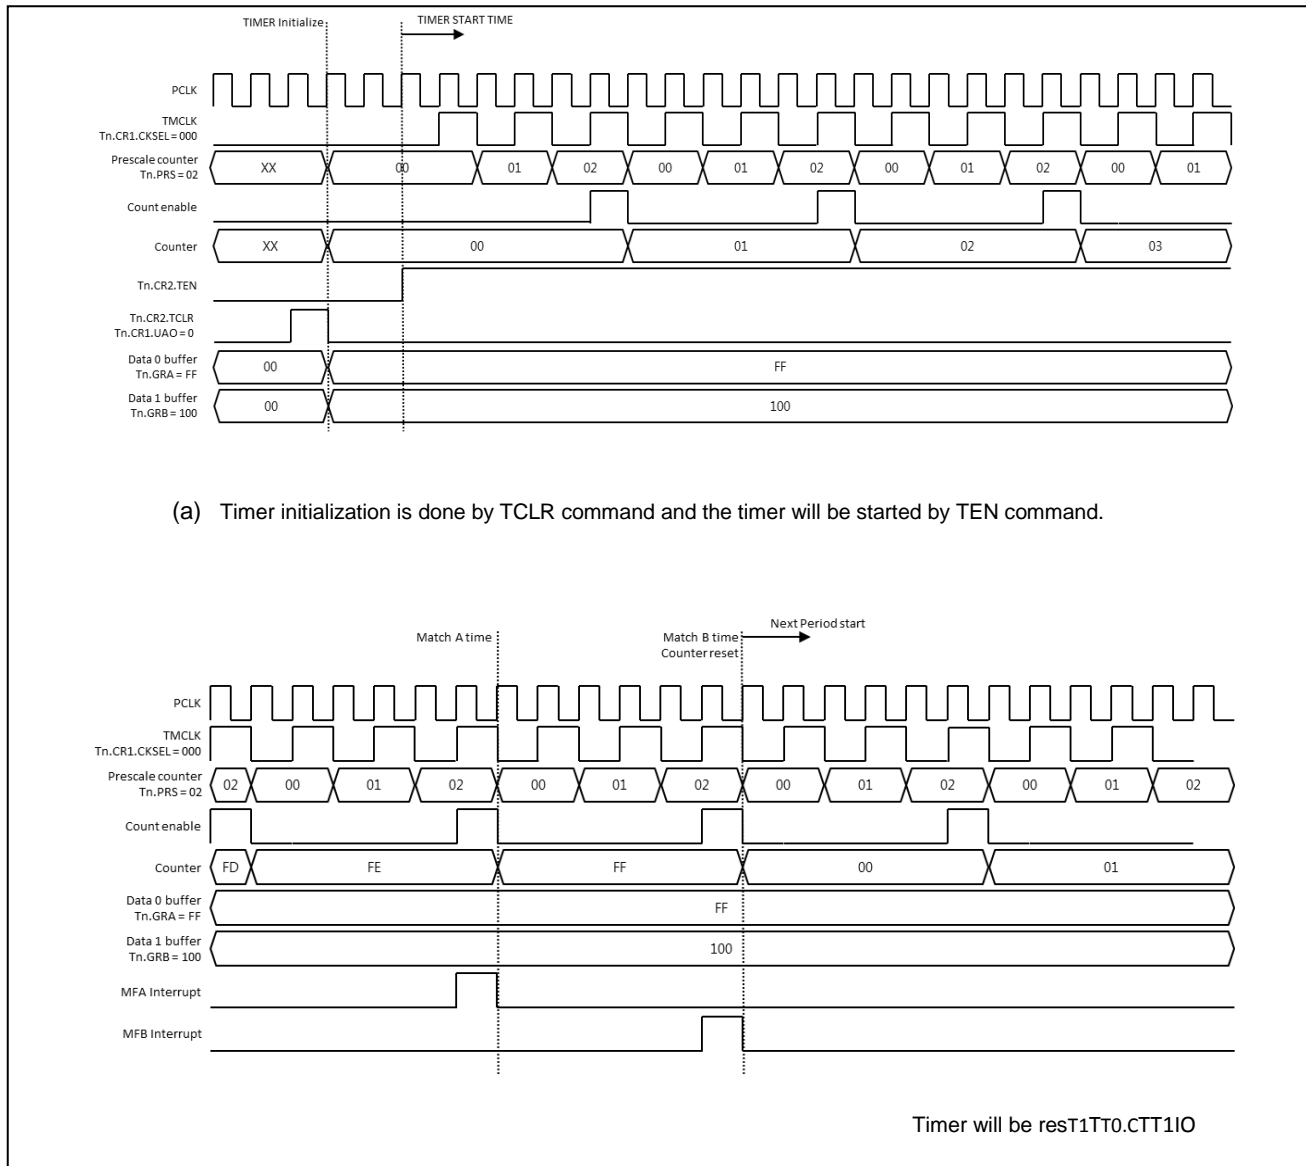 TIMER Initialize TIMER START TIME
PCLK
TMCLK
Tn.CR1.CKSEL = 000
Prescale counter
Tn.PRS = 02
XX 00 01 02 00 01 02 00 01 02 00 01
Count enable
Counter XX 00 01 02 03
Tn.CR2.TEN
Tn.CR2.TCLR
Tn.CR1.UAO = 0
Data 0 buffer
Tn.GRA = FF
00 FF
Data 1 buffer
Tn.GRB = 100
00 100
(a) Timer initialization is done by TCLR command and the timer will be started by TEN command.
Next Period start
Match A time Match B time
Counter reset
PCLK
TMCLK
Tn.CR1.CKSEL = 000
Prescale counter
Tn.PRS = 02
02 00 01 02 00 01 02 00 01 02 00 01 02
Count enable
Counter FD FE FF 00 01
Data 0 buffer
Tn.GRA = FF
FF
Data 1 buffer
Tn.GRB = 100
100
MFA Interrupt
MFB Interrupt
Timer will be resT1TT0.CTT1IO